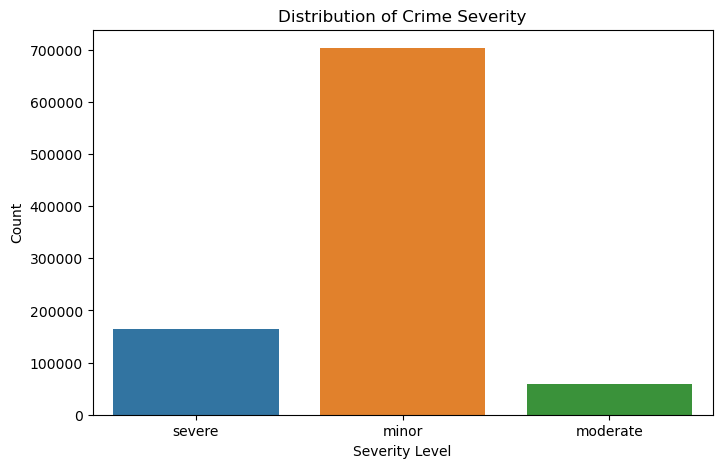 Distribution of Crime Severity
700000
600000
500000
400000
300000
200000
100000
0
Count
severe
minor
moderate
Severity Level